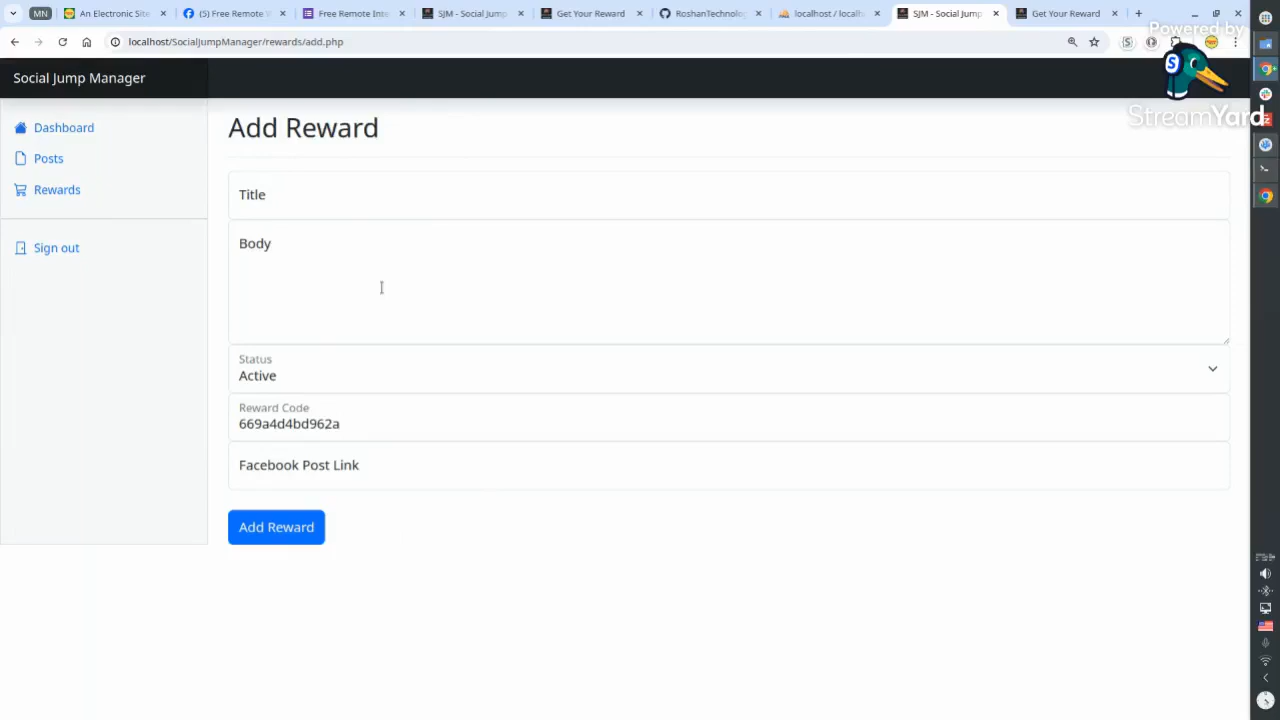 MN
An Electronic Site
(5) Free Remote
Free Remote Inte
SJM - Social Jump
Get Your Reward
RoshanTechnolog
localhost / localh
SJM - Social Jump
Get Your Reward
localhost/SocialJumpManager/rewards/add.php
Powered by
StreamYard
Social Jump Manager
Dashboard
Posts
Rewards
Sign out
Add Reward
Title
Body
Status
Active
Reward Code
669a4d4bd962a
Facebook Post Link
Add Reward